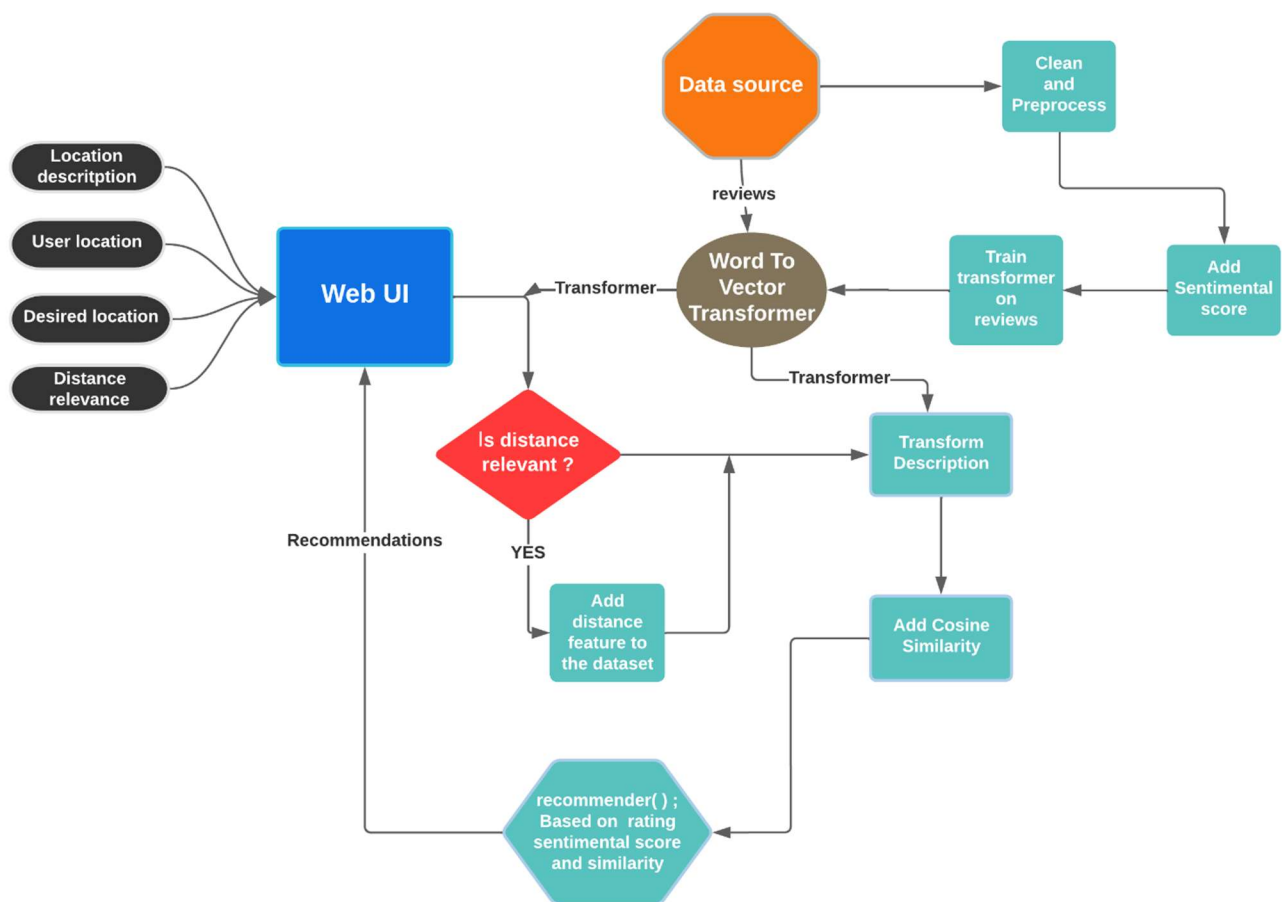 Data source
Clean
and
Preprocess
Location
descritption
User location
Desired location
Distance
relevance
Web UI
reviews
Word To
Vector
Transformer
Transformer
Train
transformer
on
reviews
Add
Sentimental
score
Transformer
Is distance
relevant ?
Transform
Description
YES
Recommendations
Add
distance
feature to
the dataset
Add Cosine
Similarity
recommender( ) ;
Based on rating
sentimental score
and similarity